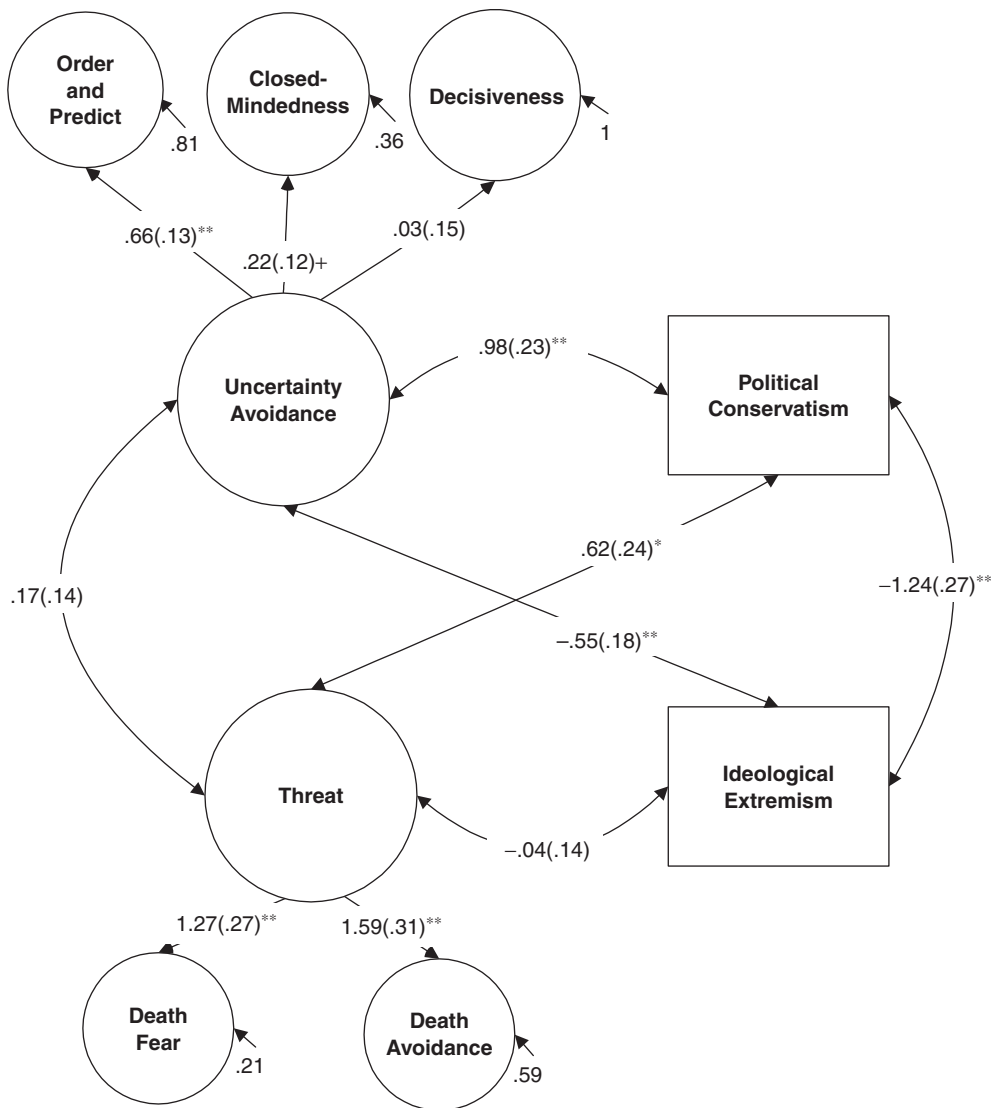 Order
and
Predict
.81
Closed-
Mindedness
.36
Decisiveness
1
.66(.13)**
.22(.12)+
.03(.15)
Uncertainty
Avoidance
.98(.23)**
Political
Conservatism
.62(.24)*
.17(.14)
−1.24(.27)**
−.55(.18)**
Threat
−.04(.14)
Ideological
Extremism
1.27(.27)**
1.59(.31)**
Death
Fear
.21
Death
Avoidance
.59